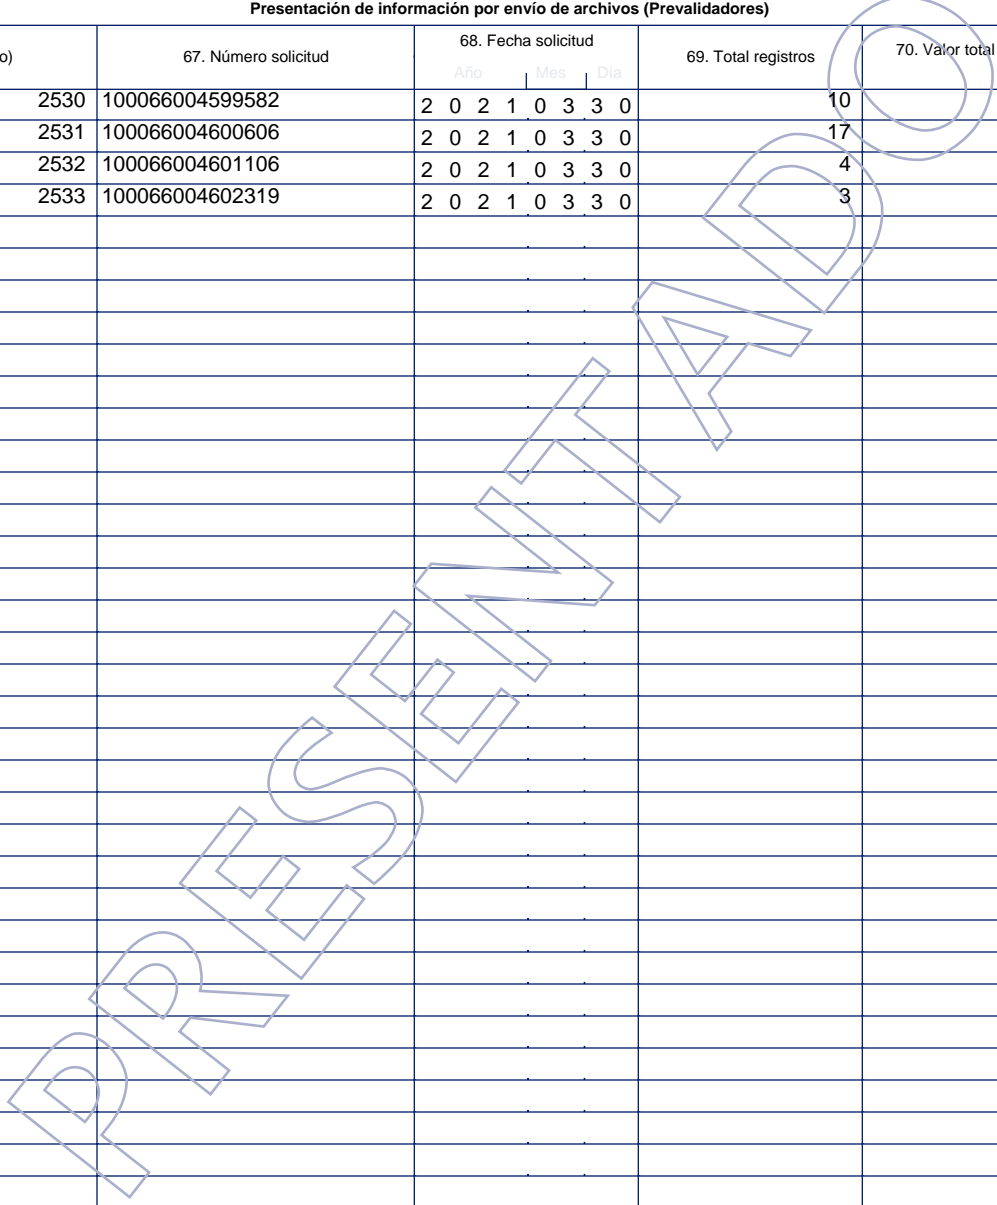 Presentación de información por envío de archivos (Prevalidadores)
o) 67. Número solicitud 68. Fecha solicitud 69. Total registros 70. Valor total
Año Mes Día
2530 100066004599582 2 0 2 1 0 3 3 0 10
2531 100066004600606 2 0 2 1 0 3 3 0 17
2532 100066004601106 2 0 2 1 0 3 3 0 4
2533 100066004602319 2 0 2 1 0 3 3 0 3
PRESENTADO